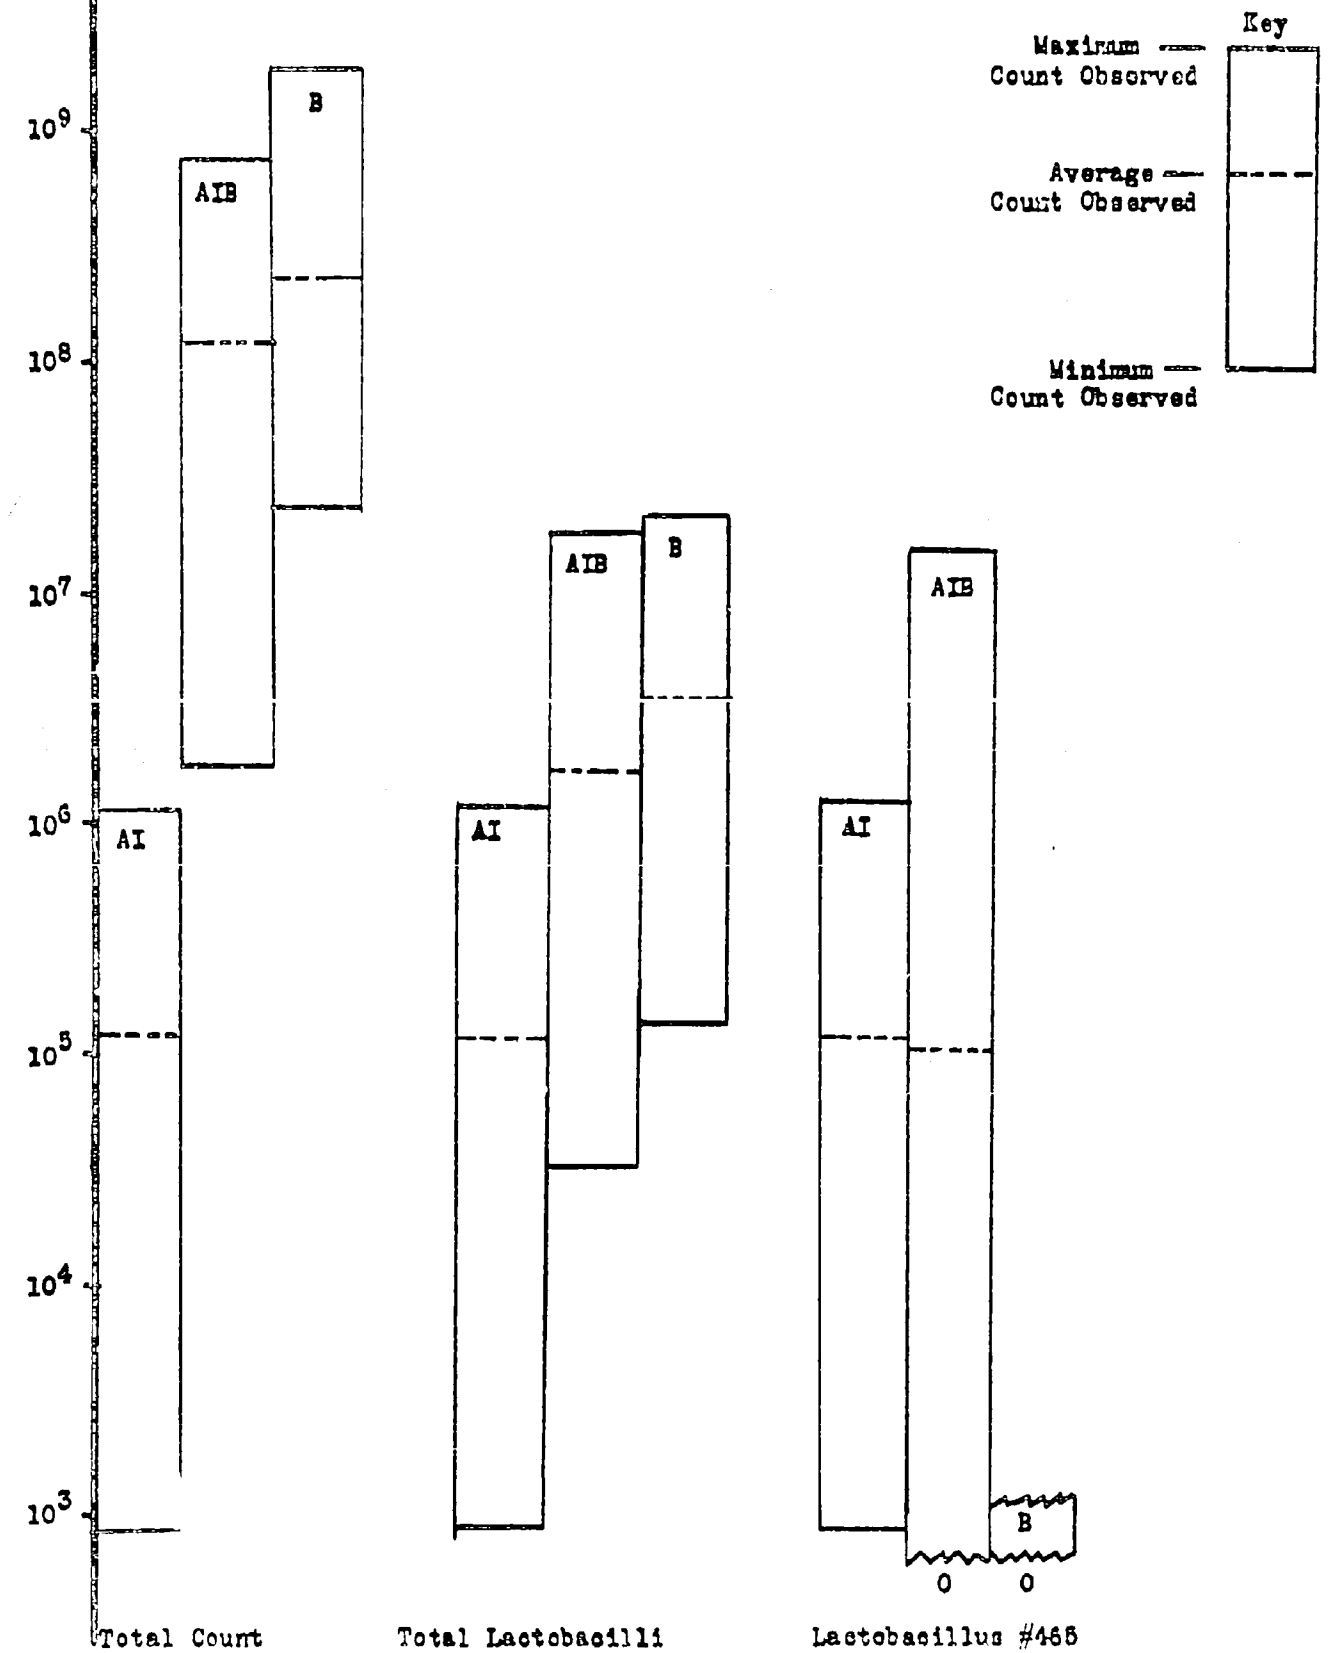 Key
Maximum
Count Observed
Average
Count Observed
Minimum
Count Observed
10⁹
10⁸
10⁷
10⁶
10⁵
10⁴
10³
AI
AIB
B
AI
AIB
B
AI
AIB
B
0
0
Total Count
Total Lactobacilli
Lactobacillus #465